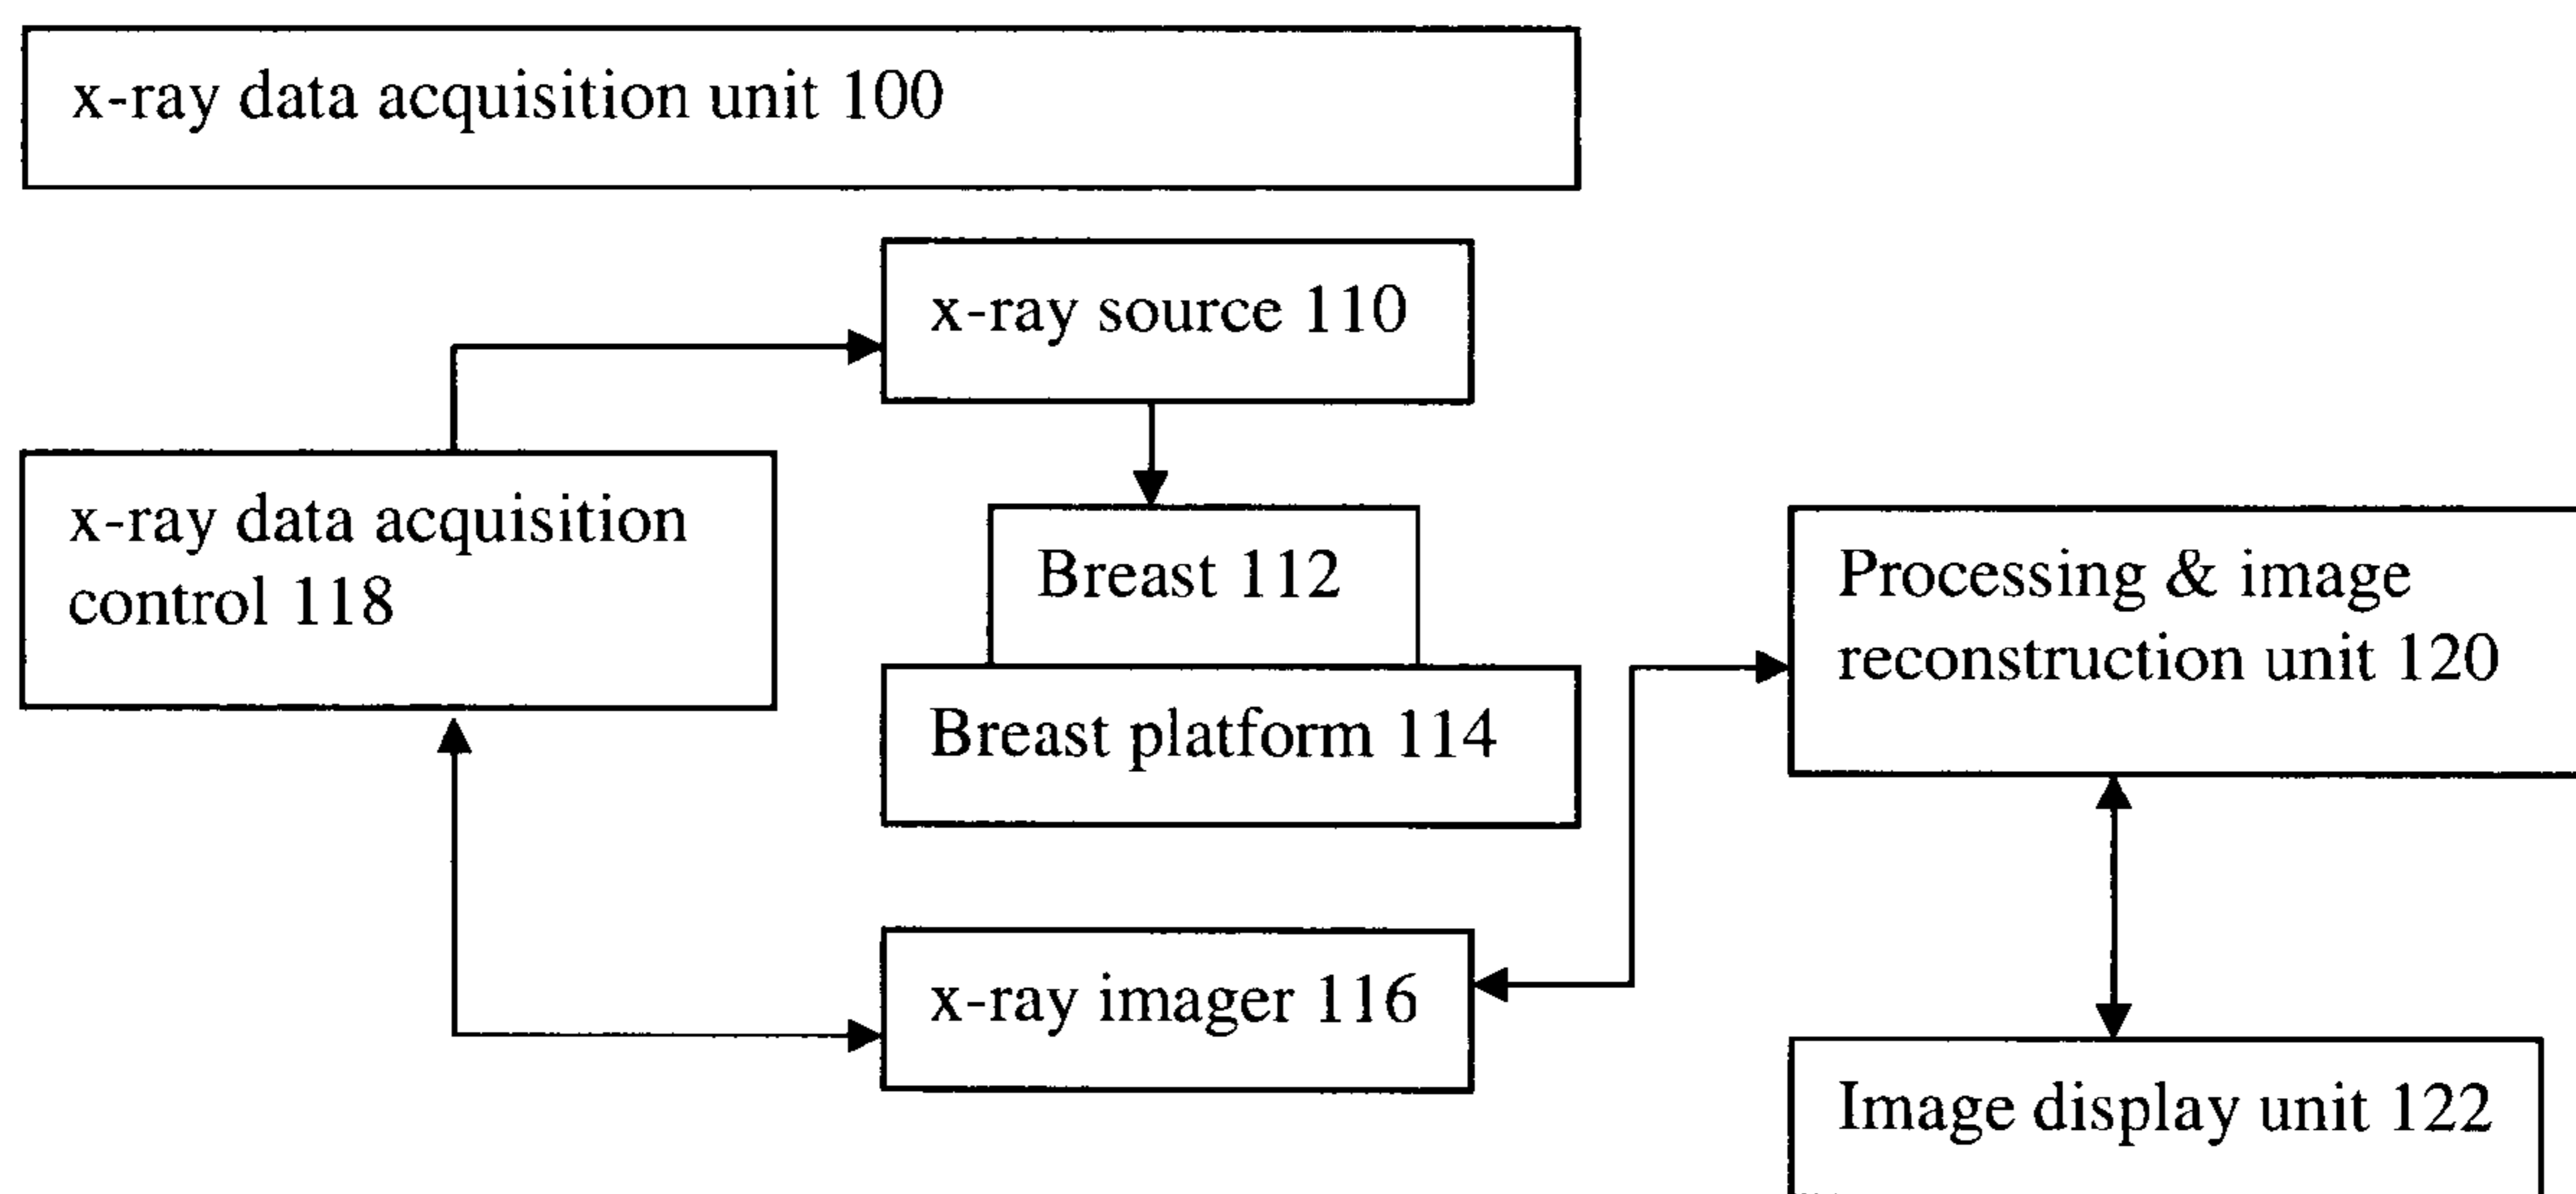 x-ray data acquisition unit 100
x-ray source 110
x-ray data acquisition
control 118
Breast 112
Breast platform 114
Processing & image
reconstruction unit 120
x-ray imager 116
Image display unit 122